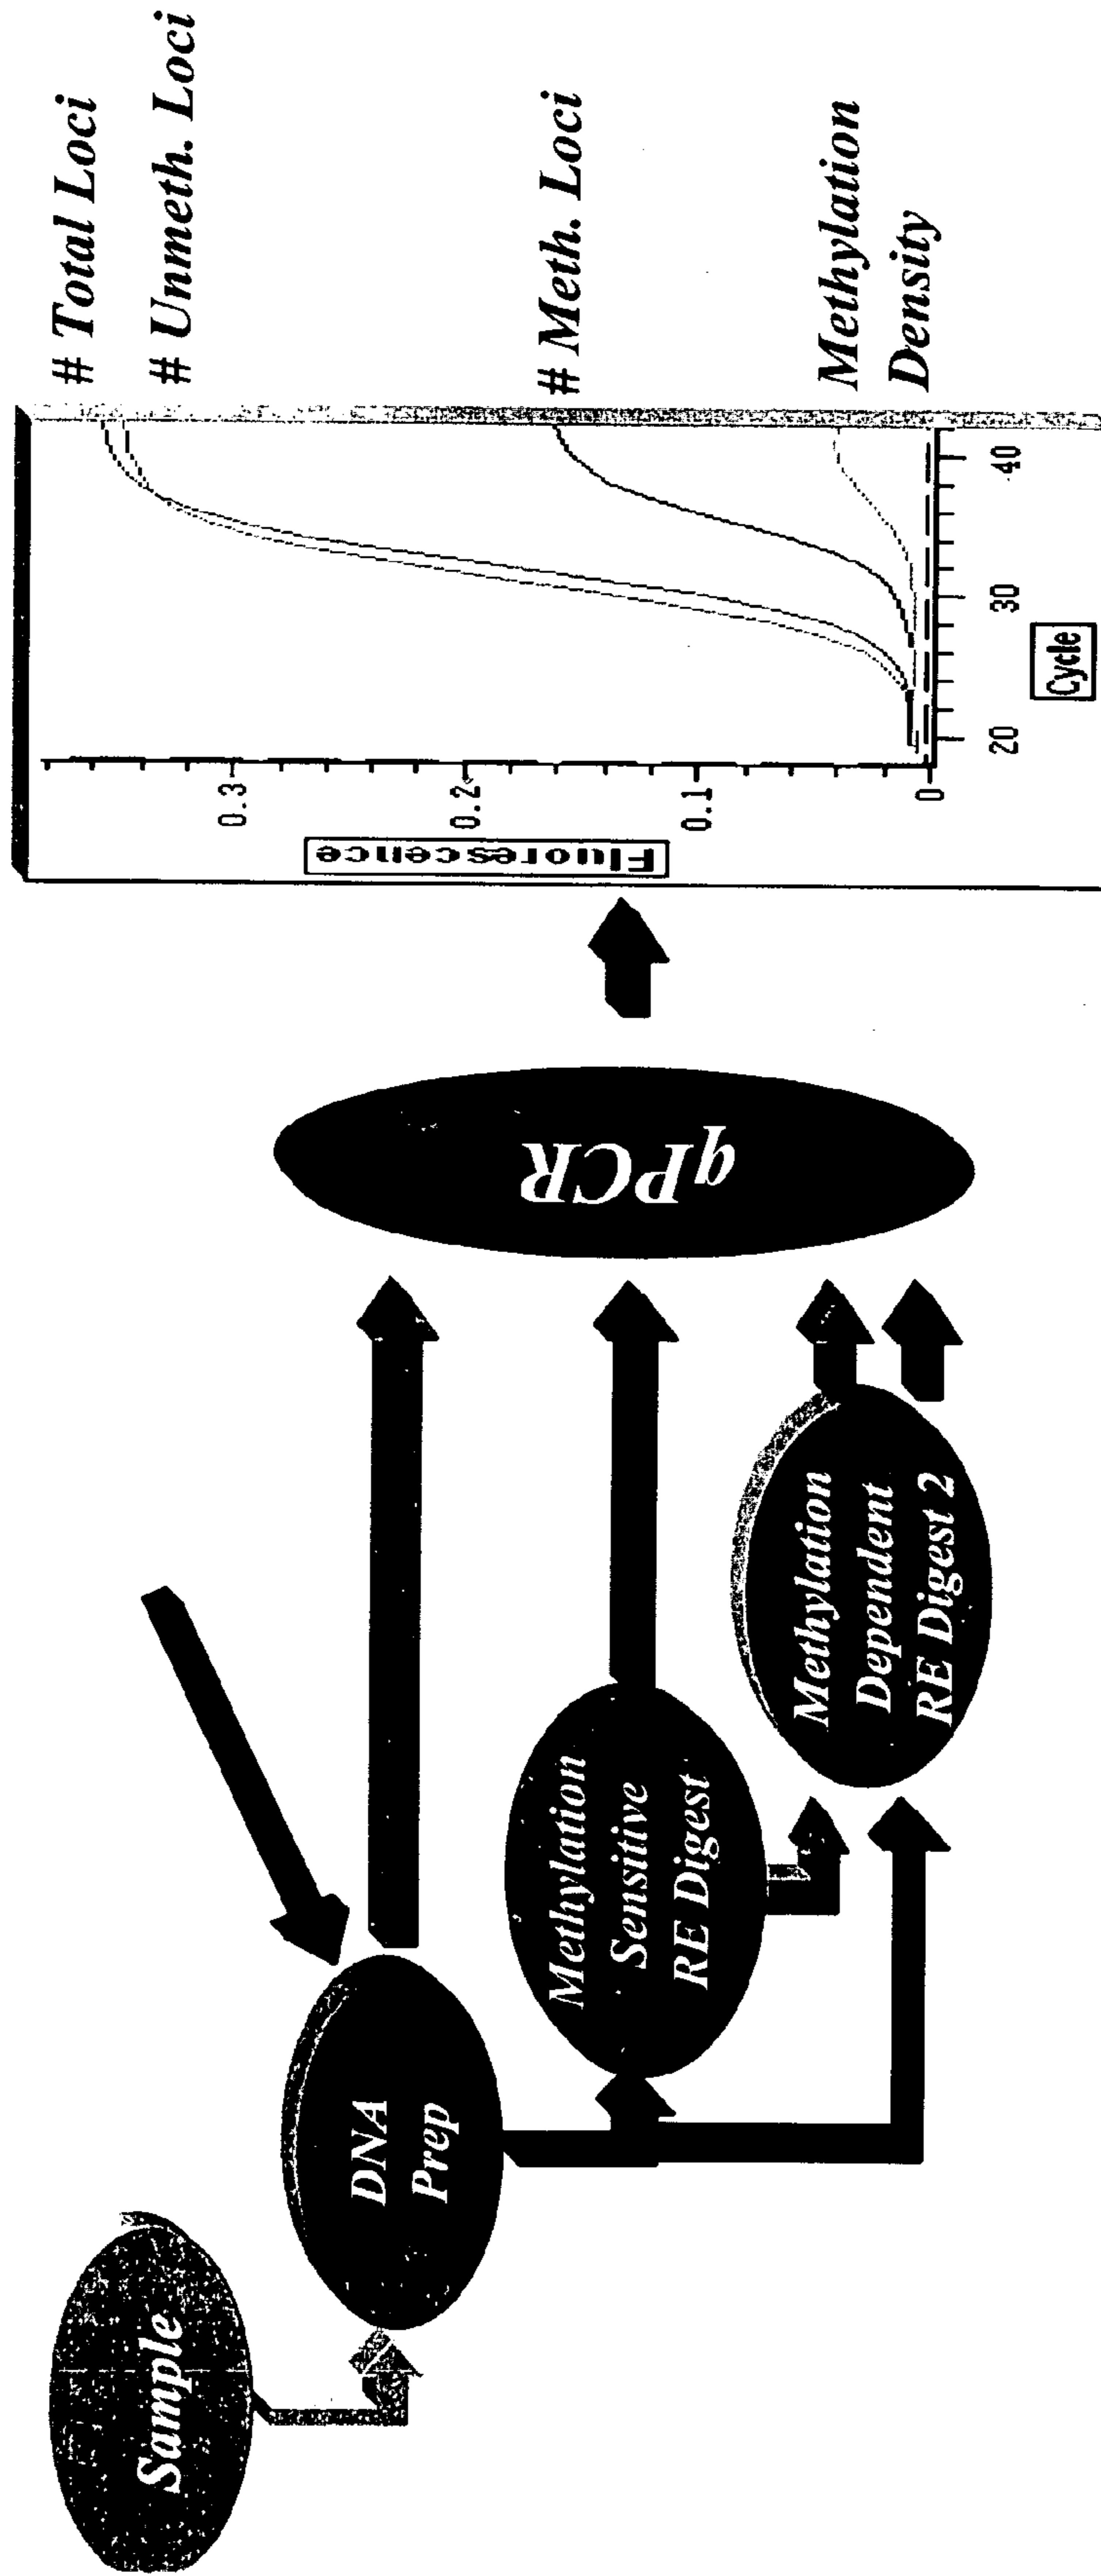 Sample
DNA
Prep
Methylation
Sensitive
RE Digest
Methylation
Dependent
RE Digest 2
qPCR
Fluorescence
0.3
0.2
0.1
0
20
30
40
Cycle
# Total Loci
# Unmeth. Loci
# Meth. Loci
Methylation
Density